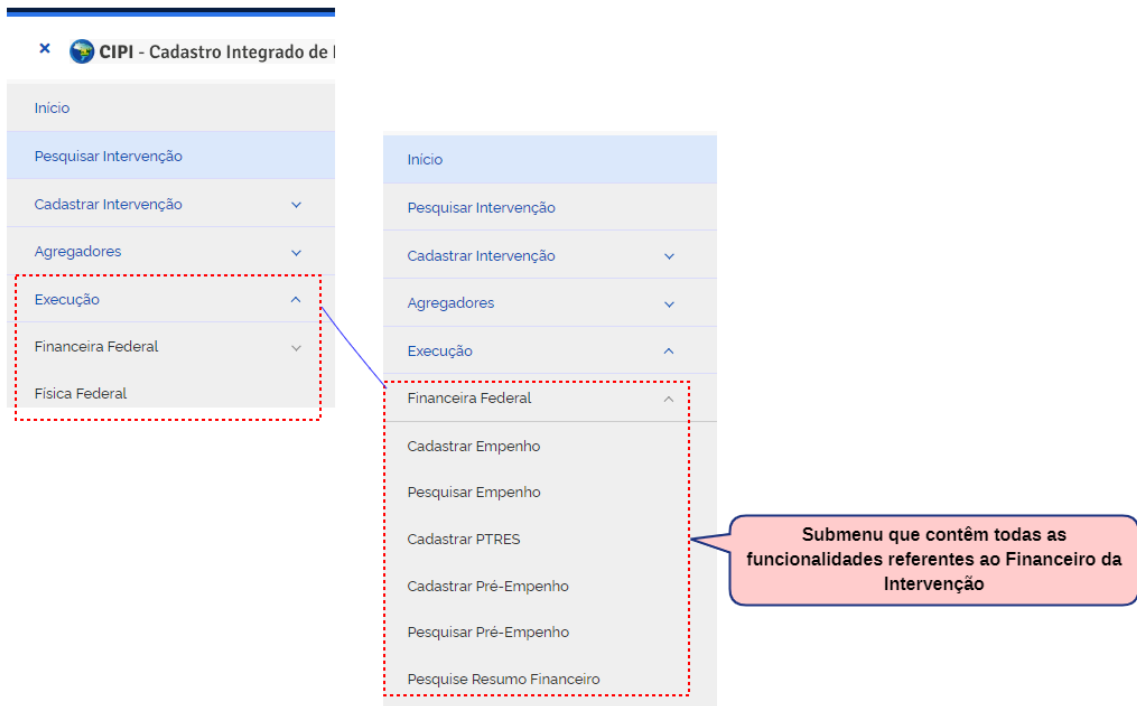 CIPI - Cadastro Integrado de
Início
Pesquisar Intervenção
Cadastrar Intervenção
Agregadores
Execução
Financeira Federal
Física Federal
Início
Pesquisar Intervenção
Cadastrar Intervenção
Agregadores
Execução
Financeira Federal
Cadastrar Empenho
Pesquisar Empenho
Cadastrar PTRES
Cadastrar Pré-Empenho
Pesquisar Pré-Empenho
Pesquise Resumo Financeiro
Submenu que contêm todas as
funcionalidades referentes ao Financeiro da
Intervenção